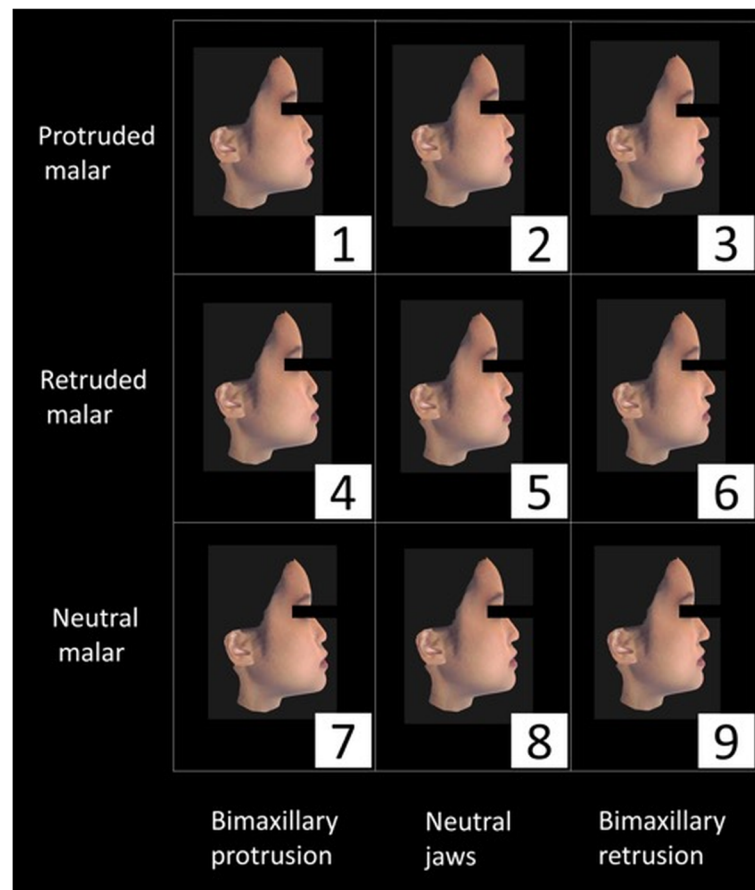 Protruded
malar
1
2
3
Retruded
malar
4
5
6
Neutral
malar
7
8
9
Bimaxillary
protrusion
Neutral
jaws
Bimaxillary
retrusion